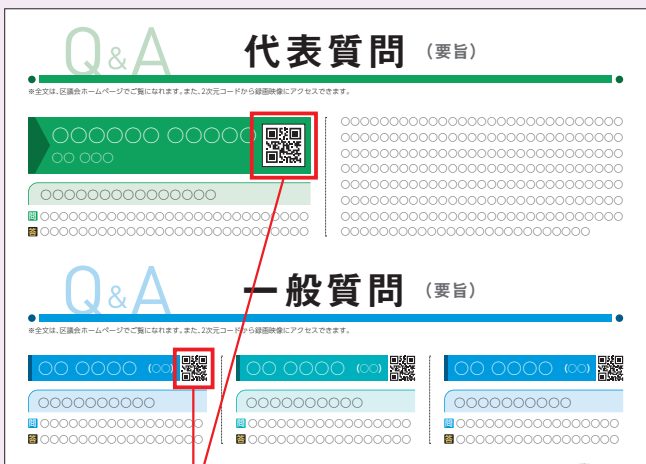 Q&A 代表質問 (要旨)
※全文は、区議会ホームページでご覧になれます。また、2次元コードから録画映像にアクセスできます。
○○○○○○ ○○○○○
○○ ○○○
○○○○○○○○○○○○○○○
問○○○○○○○○○○○○○○○○○○○○○○○○○○
答○○○○○○○○○○○○○○○○○○○○○○○○○○
○○○○○○○○○○○○○○○○○○○○○○○○○○○
○○○○○○○○○○○○○○○○○○○○○○○○○○○
○○○○○○○○○○○○○○○○○○○○○○○○○○○
○○○○○○○○○○○○○○○○○○○○○○○○○○○
○○○○○○○○○○○○○○○○○○○○○○○○○○○
○○○○○○○○○○○○○○○○○○○○○○○○○○○
○○○○○○○○○○○○○○○○○○○○○○○○○○○
○○○○○○○○○○○○○○○○○○○○○○○○
Q&A 一般質問 (要旨)
※全文は、区議会ホームページでご覧になれます。また、2次元コードから録画映像にアクセスできます。
○○ ○○○○ (○○)
○○○○○○○○○○
問○○○○○○○○○○○○○○○○
答○○○○○○○○○○○○○○○○
○○ ○○○○ (○○)
○○○○○○○○○○
問○○○○○○○○○○○○○○○○
答○○○○○○○○○○○○○○○○
○○ ○○○○ (○○)
○○○○○○○○○○
問○○○○○○○○○○○○○○○○
答○○○○○○○○○○○○○○○○